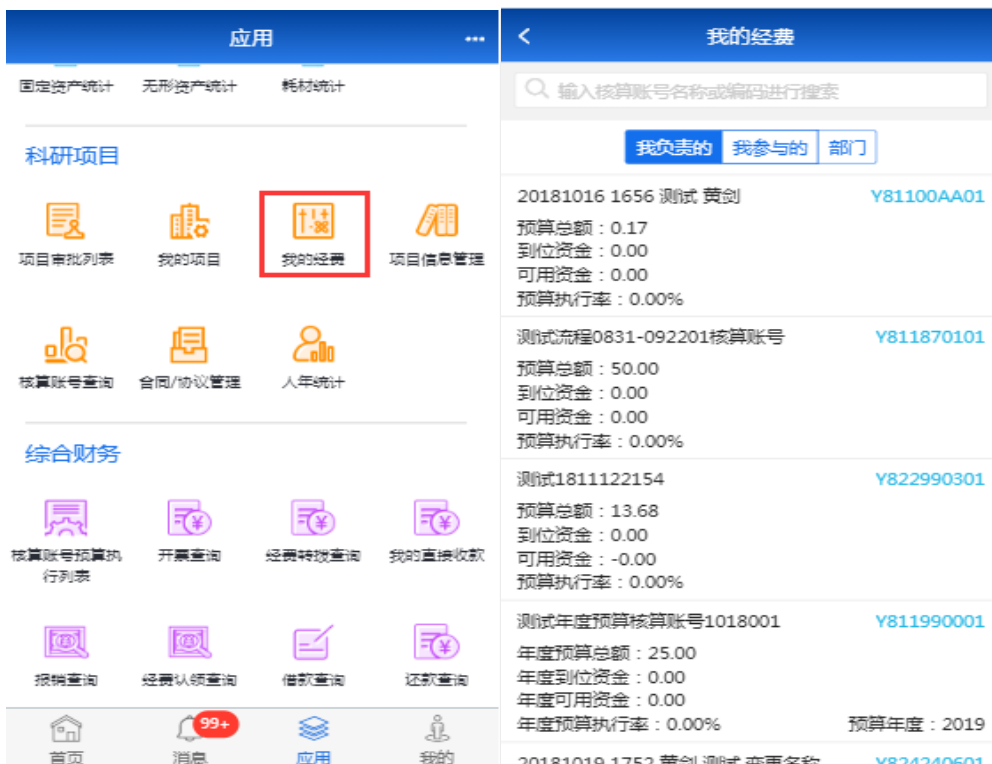 应用
固定资产统计
无形资产统计
耗材统计
科研项目
项目审批列表
我的项目
我的经费
项目信息管理
核算账号查询
合同/协议管理
人年统计
综合财务
核算账号预算执
行列表
开票查询
经费转拨查询
我的直接收款
报销查询
经费认领查询
借款查询
还款查询
99+
首页
消息
应用
我的
我的经费
输入核算账号名称或编码进行搜索
我负责的
我参与的
部门
20181016 1656 测试 黄剑
Y81100AA01
预算总额：0.17
到位资金：0.00
可用资金：0.00
预算执行率：0.00%
测试流程0831-092201核算账号
Y811870101
预算总额：50.00
到位资金：0.00
可用资金：0.00
预算执行率：0.00%
测试1811122154
Y822990301
预算总额：13.68
到位资金：0.00
可用资金：-0.00
预算执行率：0.00%
测试年度预算核算账号1018001
Y811990001
年度预算总额：25.00
年度到位资金：0.00
年度可用资金：0.00
年度预算执行率：0.00%
预算年度：2019
20181019 1752 黄剑 测试 变更名称
Y824240601